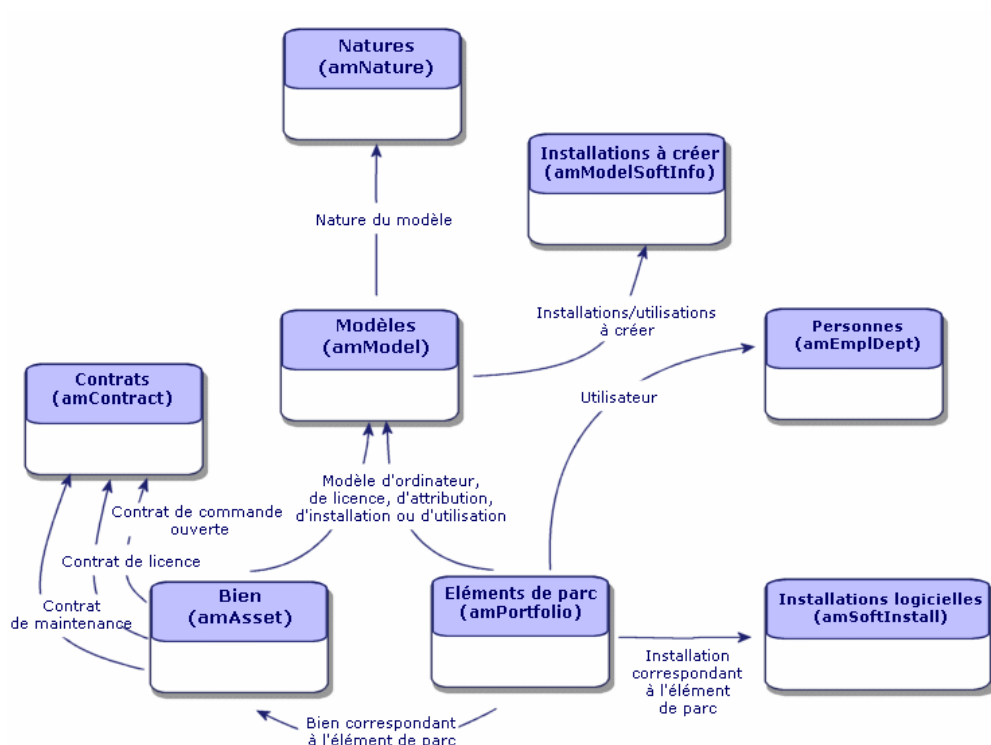 Natures
(amNature)
Installations à créer
(amModelSoftInfo)
Nature du modèle
Modèles
(amModel)
Installations/utilisations
à créer
Personnes
(amEmplDept)
Contrats
(amContract)
Utilisateur
Modèle d'ordinateur,
de licence, d'attribution,
d'installation ou d'utilisation
Contrat de commande
ouverte
Contrat de licence
Contrat
de maintenance
Bien
(amAsset)
Eléments de parc
(amPortfolio)
Installations logicielles
(amSoftInstall)
Installation
correspondant
à l'élément
de parc
Bien correspondant
à l'élément de parc